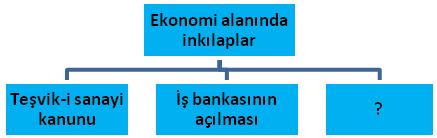 Ekonomi alanında
inkılaplar
Teşvik-i sanayi
kanunu
İş bankasının
açılması
?